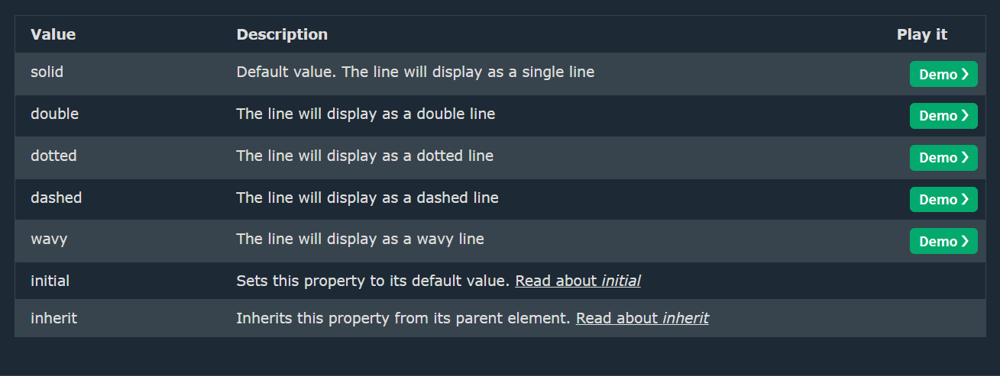 Value Description Play it
solid Default value. The line will display as a single line Demo ❯
double The line will display as a double line Demo ❯
dotted The line will display as a dotted line Demo ❯
dashed The line will display as a dashed line Demo ❯
wavy The line will display as a wavy line Demo ❯
initial Sets this property to its default value. Read about initial
inherit Inherits this property from its parent element. Read about inherit